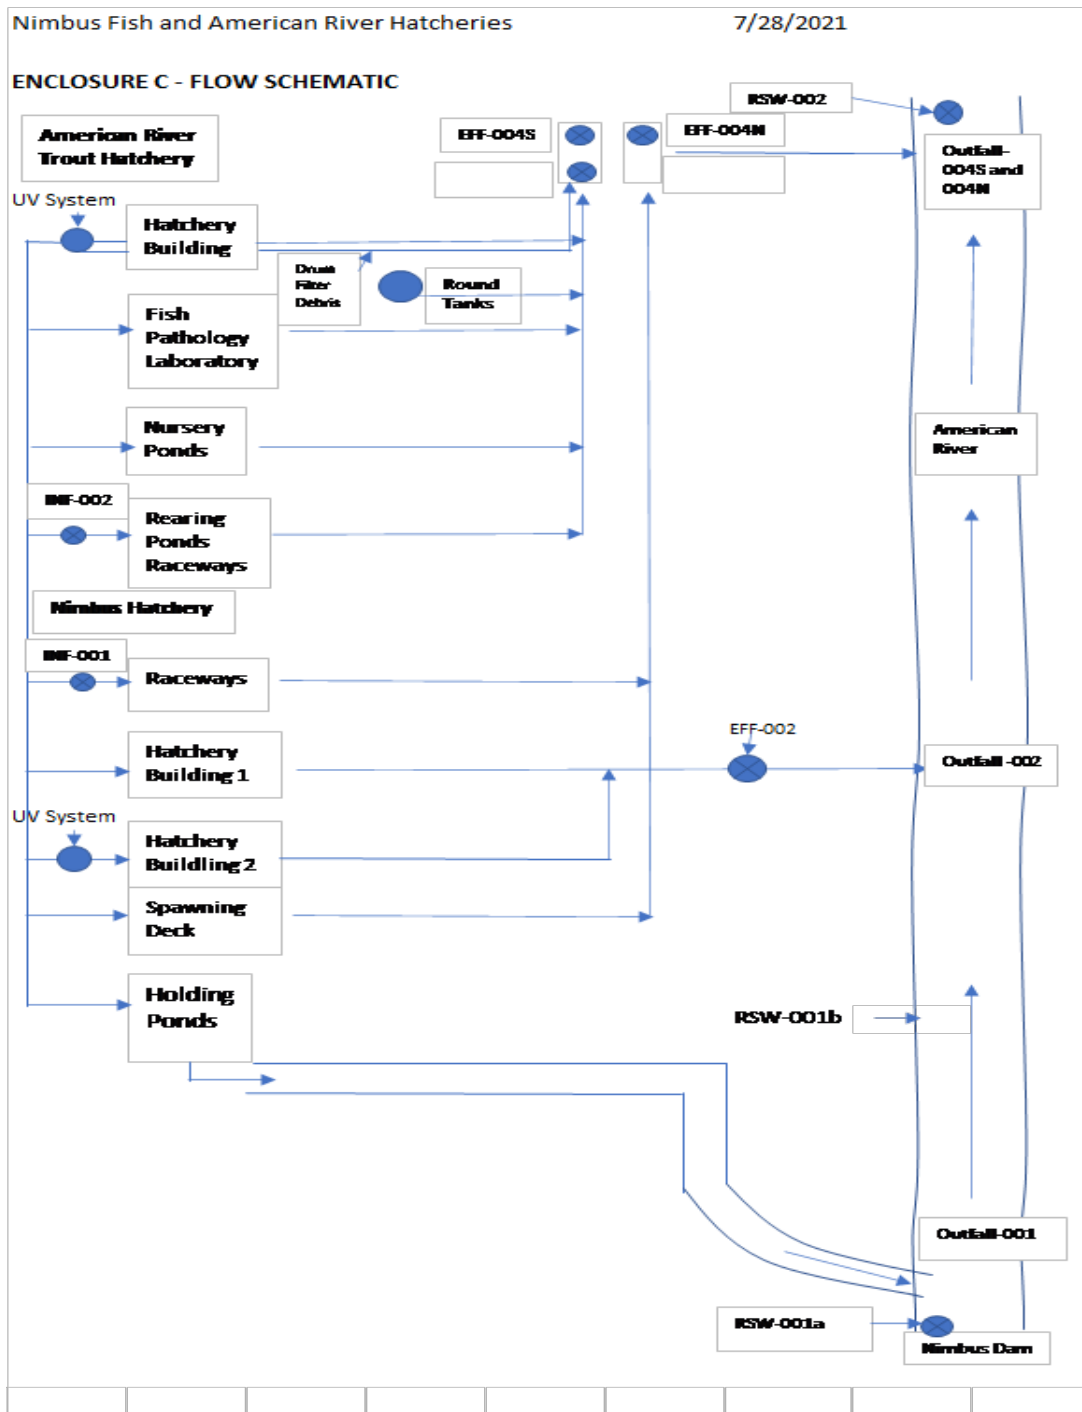 Nimbus Fish and American River Hatcheries 7/28/2021
ENCLOSURE C - FLOW SCHEMATIC
RSW-002
American River
Trout Hatchery
EFF-004S
EFF-004N
Outfall-
004S and
004N
UV System
Hatchery
Building
Drum
Filter
Debris
Round
Tanks
Fish
Pathology
Laboratory
Nursery
Ponds
American
River
INF-002
Rearing
Ponds
Raceways
Nimbus Hatchery
INF-001
Raceways
EFF-002
Hatchery
Building 1
Outfall -002
UV System
Hatchery
Buildling 2
Spawning
Deck
Holding
Ponds
RSW-001b
Outfall-001
RSW-001a
Nimbus Dam